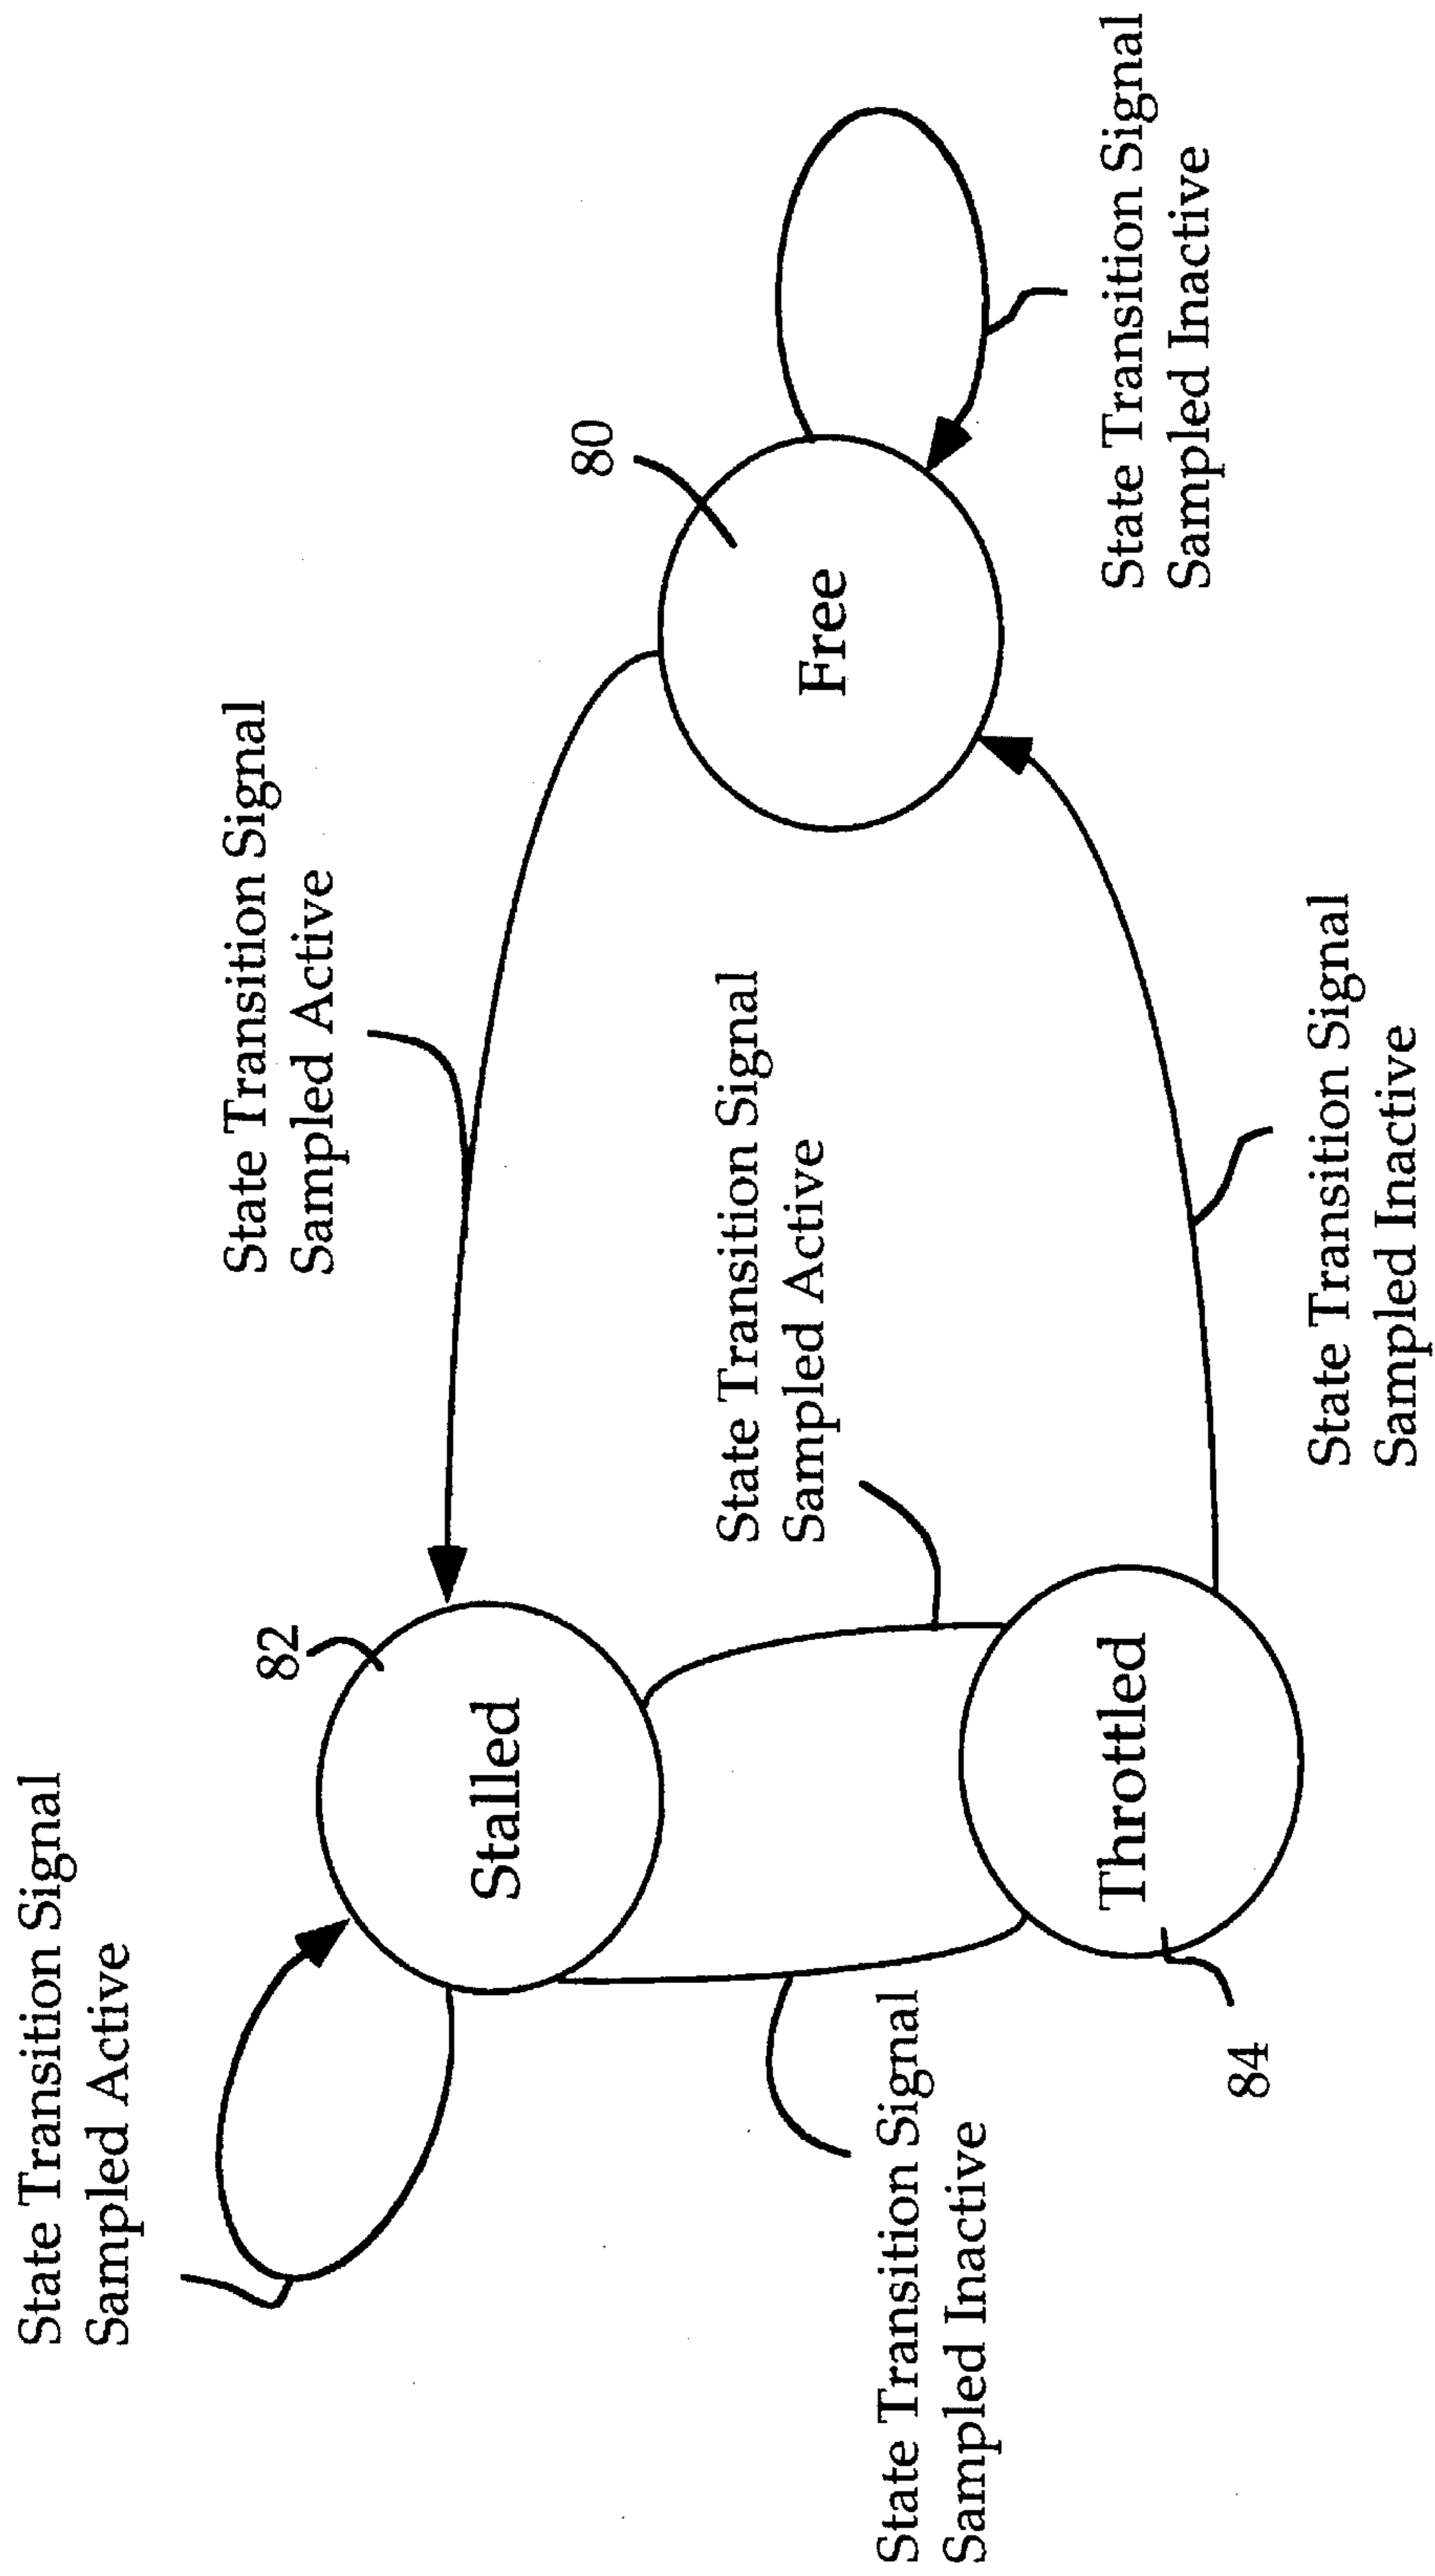 State Transition Signal
Sampled Active
82
Stalled
State Transition Signal
Sampled Active
80
Free
State Transition Signal
Sampled Inactive
State Transition Signal
Sampled Active
State Transition Signal
Sampled Inactive
84
Throttled
State Transition Signal
Sampled Inactive